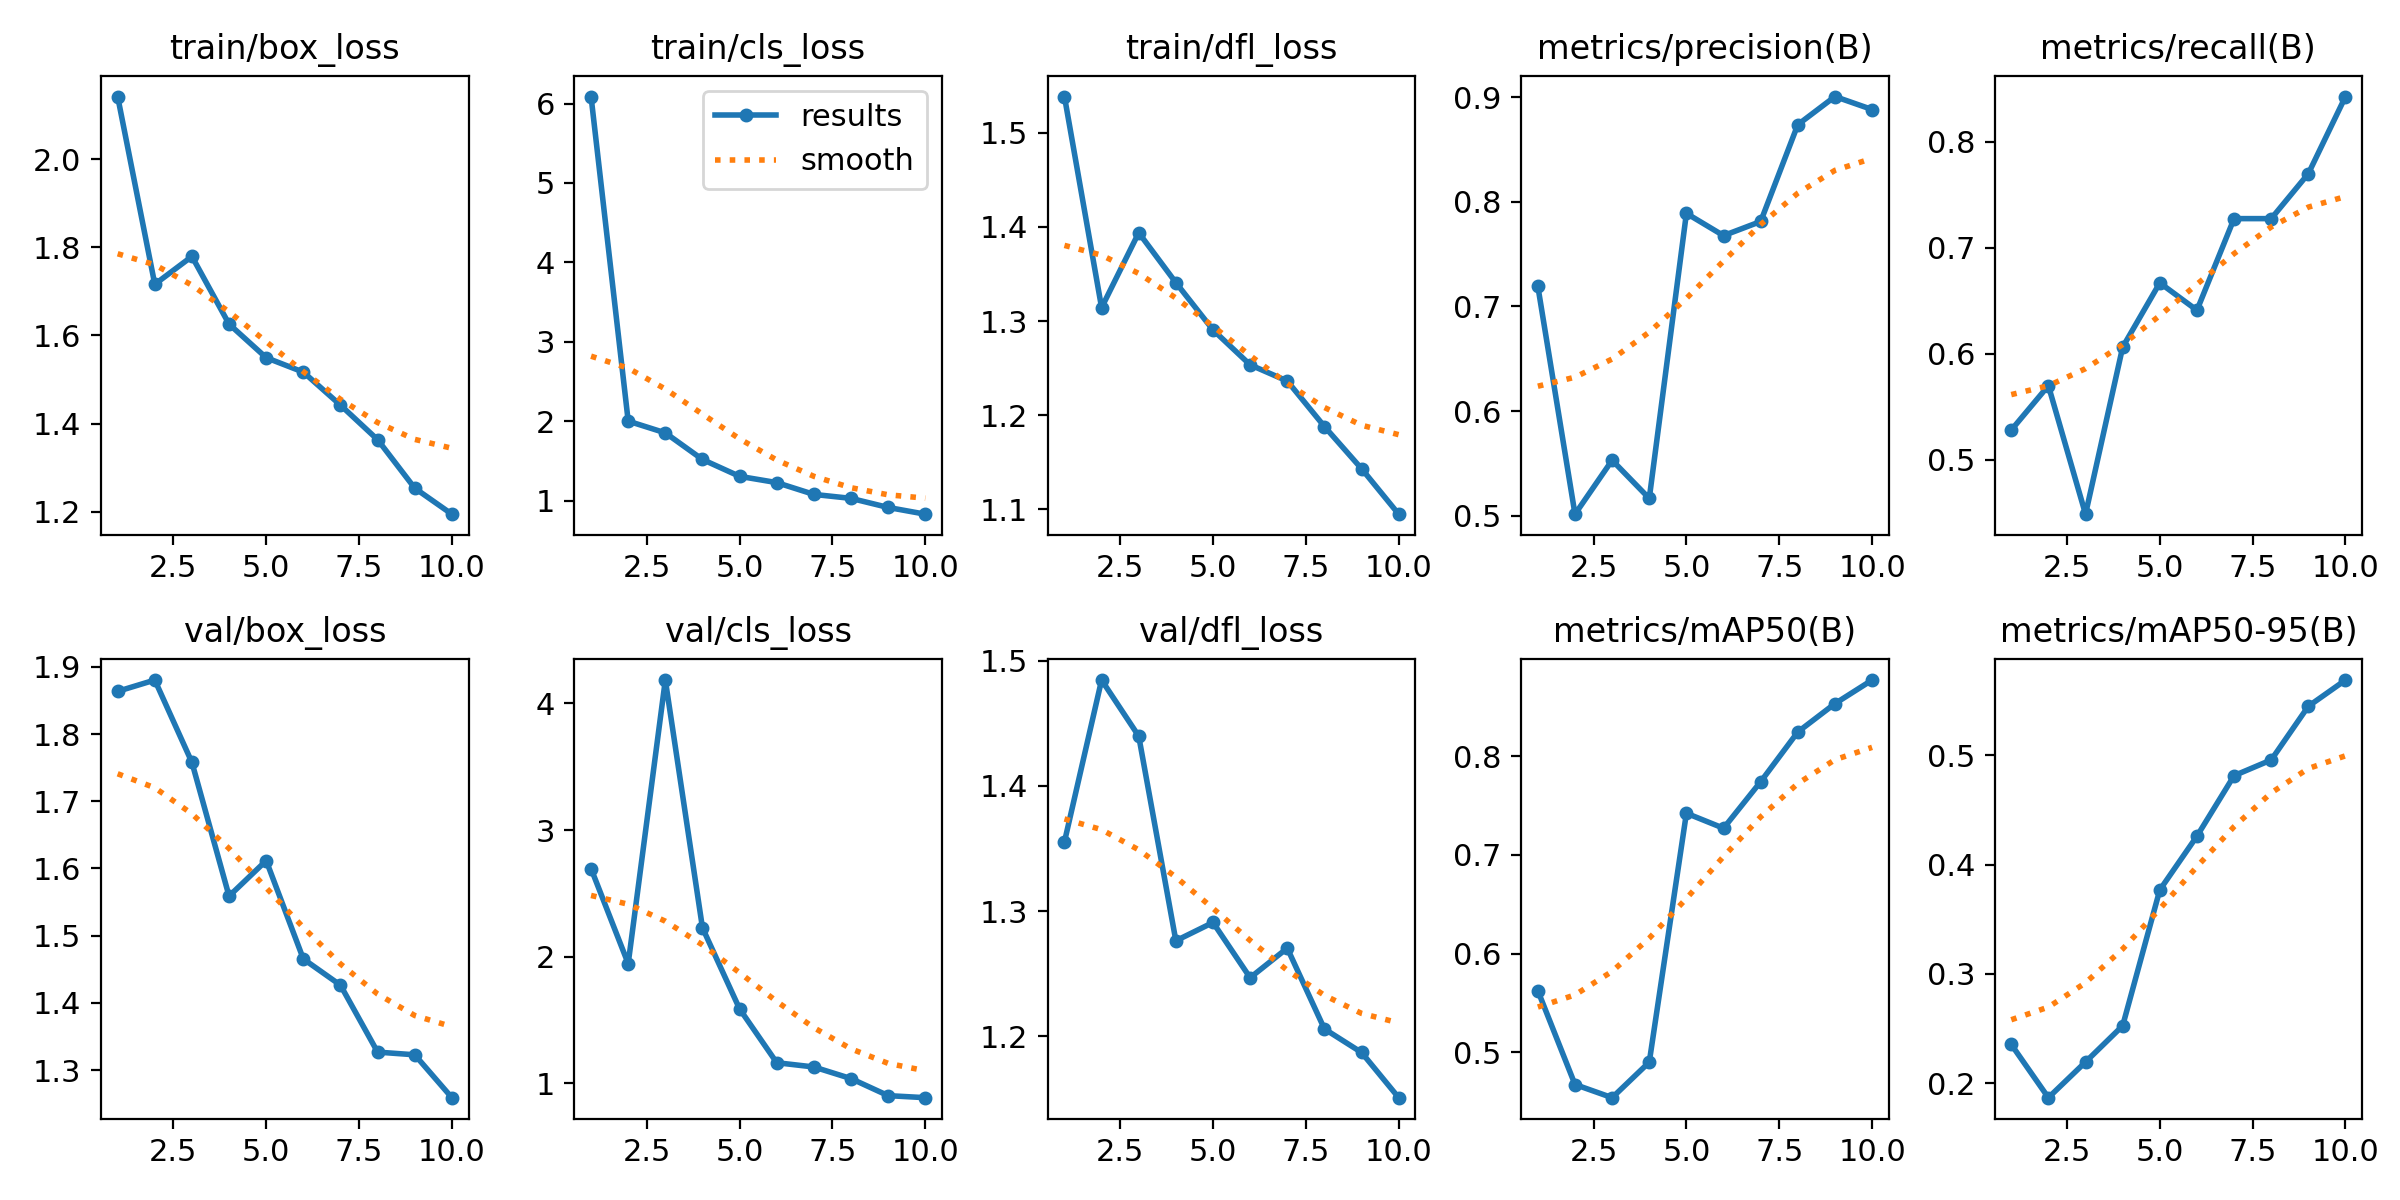 train/box_loss
2.0
1.8
1.6
1.4
1.2
2.5 5.0 7.5 10.0
train/cls_loss
results
smooth
6
5
4
3
2
1
2.5 5.0 7.5 10.0
train/dfl_loss
1.5
1.4
1.3
1.2
1.1
2.5 5.0 7.5 10.0
metrics/precision(B)
0.9
0.8
0.7
0.6
0.5
2.5 5.0 7.5 10.0
metrics/recall(B)
0.8
0.7
0.6
0.5
2.5 5.0 7.5 10.0
val/box_loss
1.9
1.8
1.7
1.6
1.5
1.4
1.3
2.5 5.0 7.5 10.0
val/cls_loss
4
3
2
1
2.5 5.0 7.5 10.0
val/dfl_loss
1.5
1.4
1.3
1.2
2.5 5.0 7.5 10.0
metrics/mAP50(B)
0.8
0.7
0.6
0.5
2.5 5.0 7.5 10.0
metrics/mAP50-95(B)
0.5
0.4
0.3
0.2
2.5 5.0 7.5 10.0